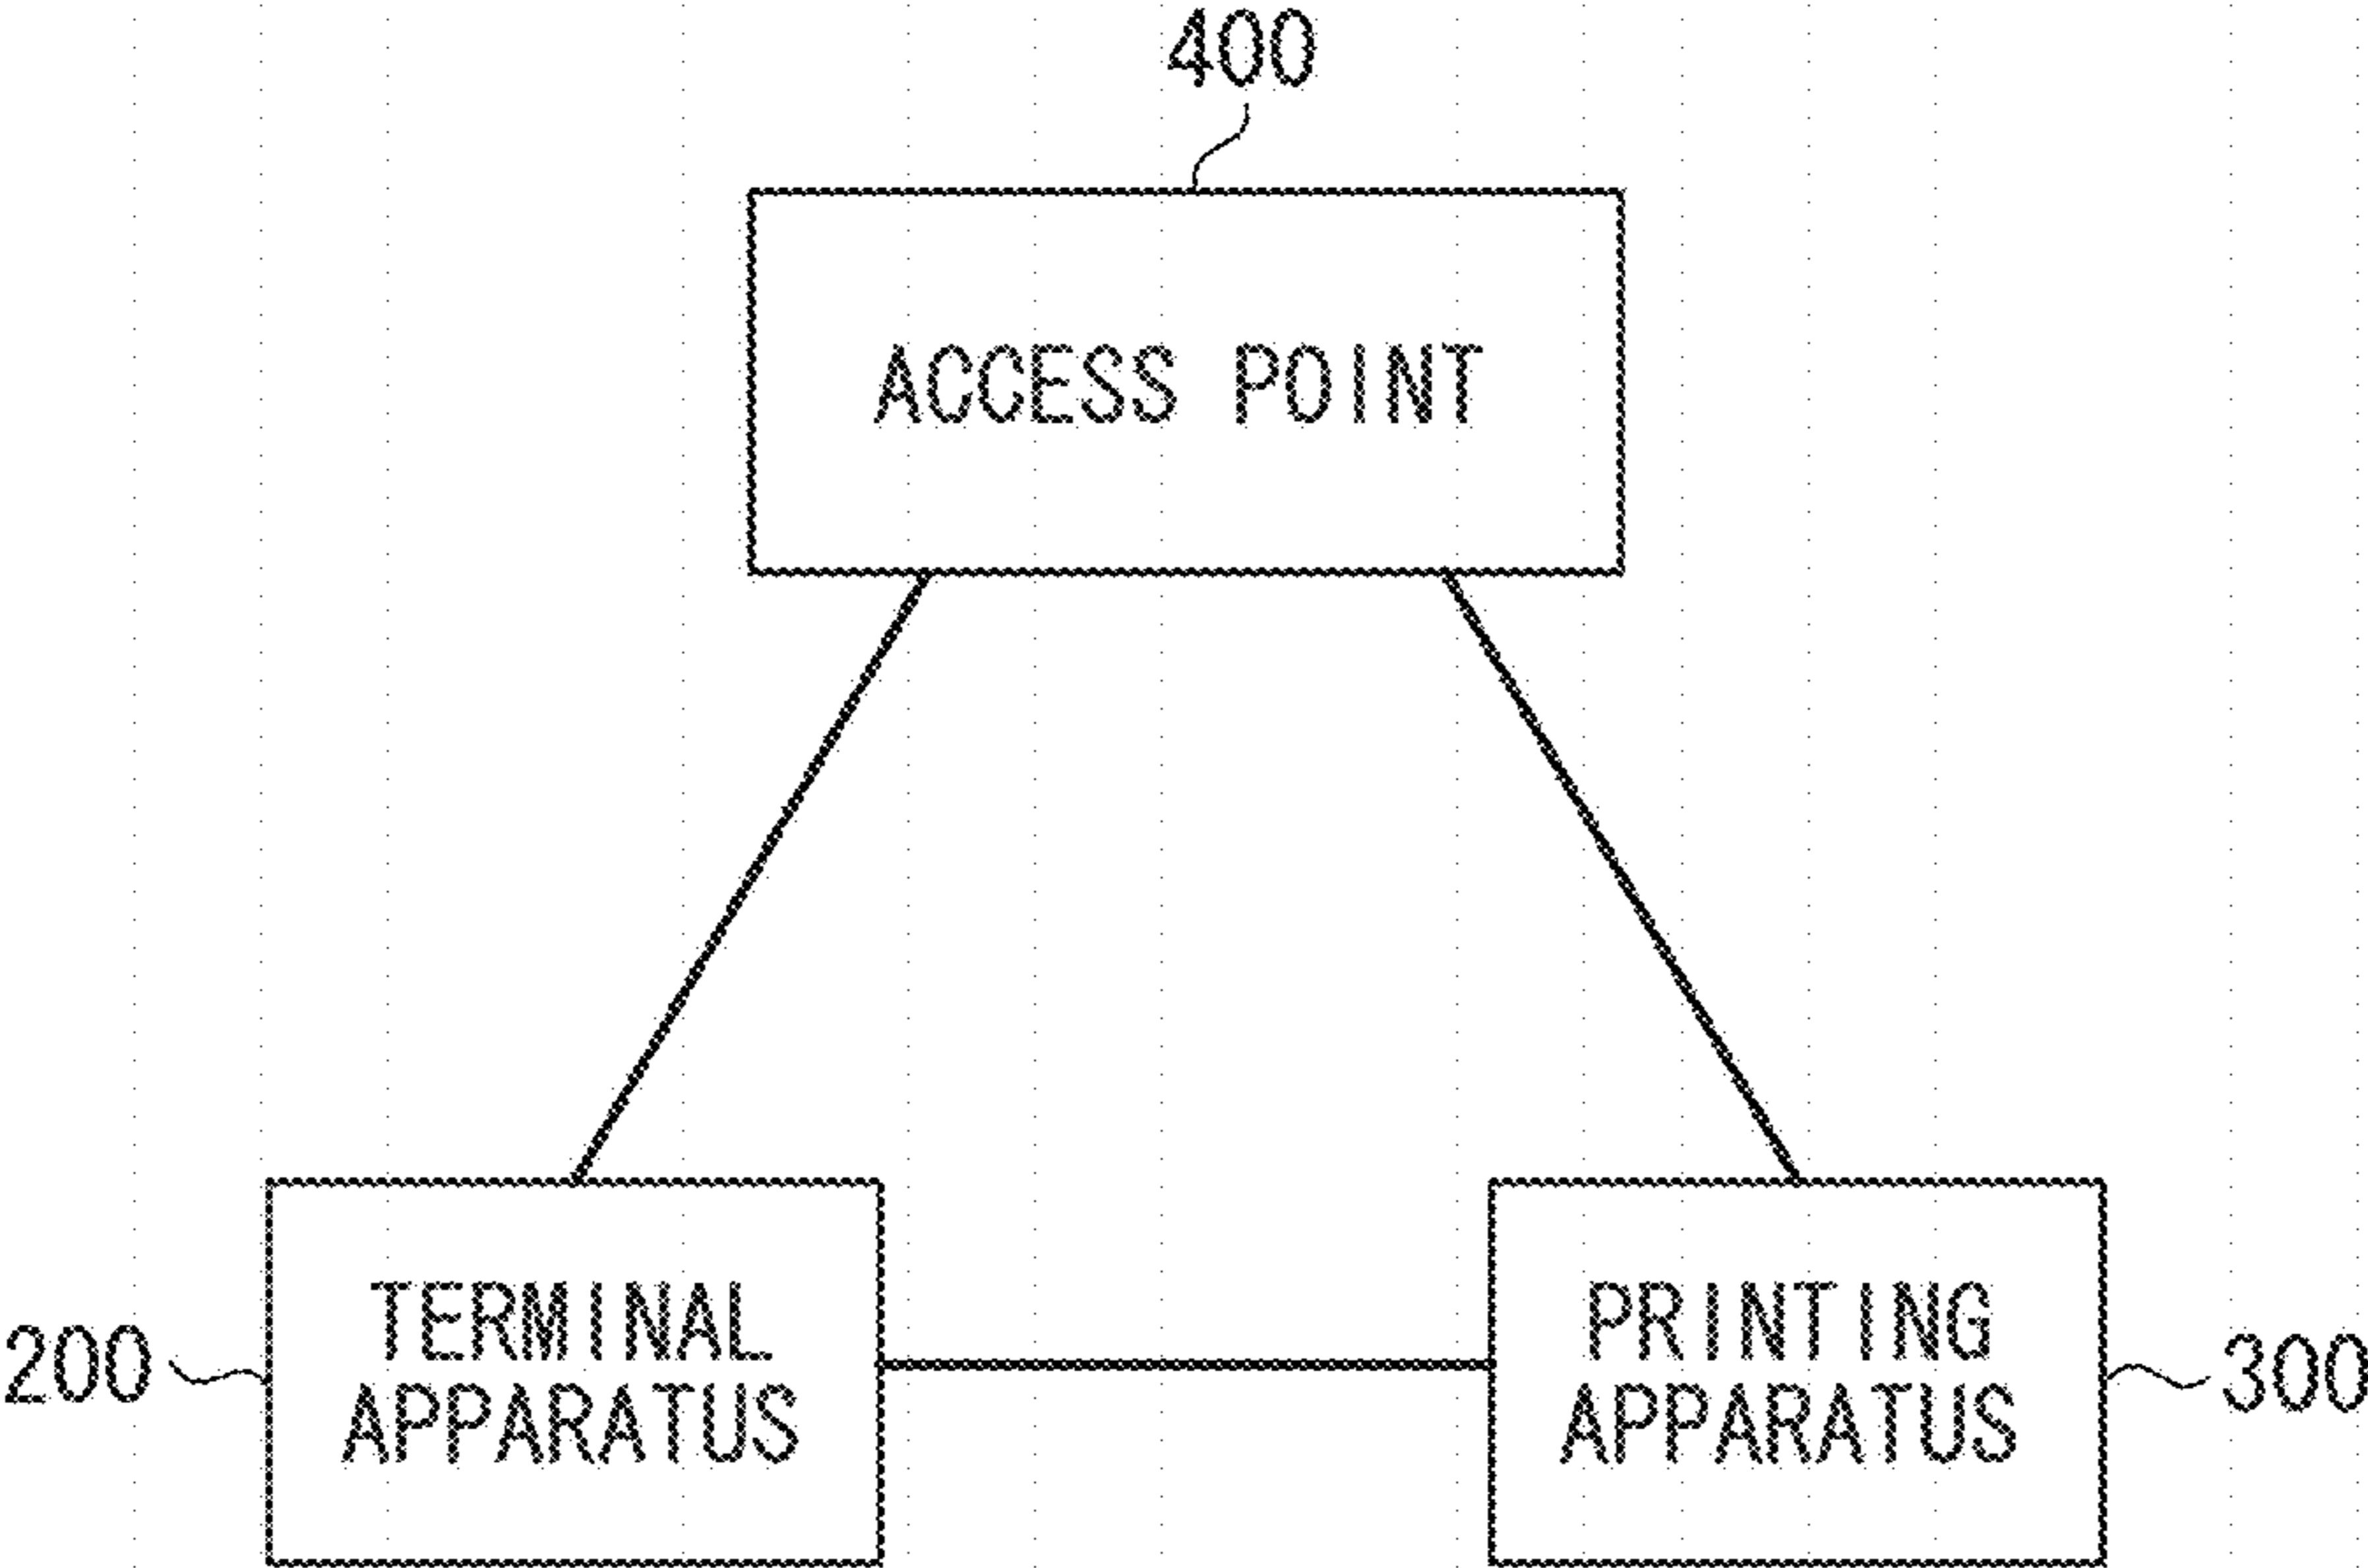 400
ACCESS POINT
TERMINAL
APPARATUS
200
PRINTING
APPARATUS
300